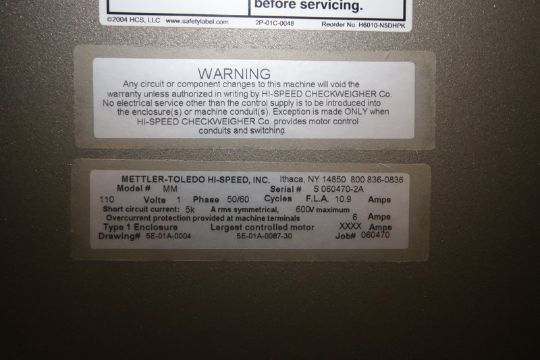 before servicing.
©2004 HCS, LLC www.safetylabel.com 2P-01C-0048 Reorder No. H6010-N5DHPK
WARNING
Any circuit or component changes to this machine will void the
warranty unless authorized in writing by HI-SPEED CHECKWEIGHER Co.
No electrical service other than the control supply is to be introduced into
the enclosure(s) or machine conduit(s). Exception is made ONLY when
HI-SPEED CHECKWEIGHER Co. provides motor control
conduits and switching.
METTLER-TOLEDO HI-SPEED, INC. Ithaca, NY 14850 800 836-0836
Model # MM Serial # S 060470-2A
110 Volts 1 Phase 50/60 Cycles F.L.A. 10.9 Amps
Short circuit current: 5k A rms symmetrical, 600V maximum
Overcurrent protection provided at machine terminals 6 Amps
Type 1 Enclosure Largest controlled motor XXXX Amps
Drawing# 5E-01A-0004 5E-01A-0087-30 Job# 060470